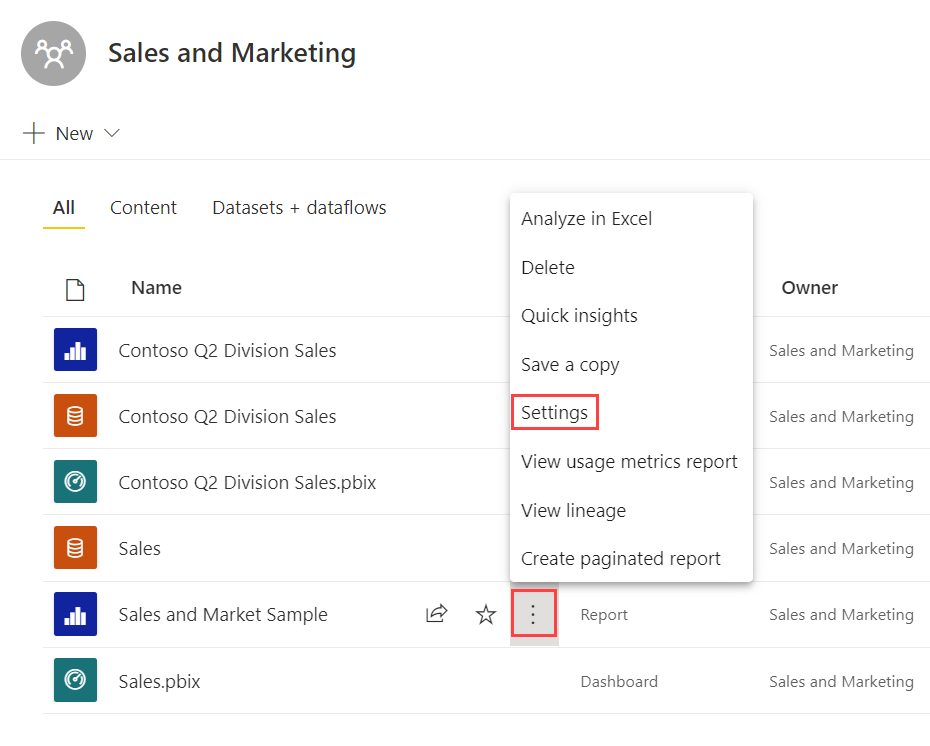 Sales and Marketing
New
All Content Datasets + dataflows
Analyze in Excel
Delete
Quick insights
Save a copy
Settings
View usage metrics report
View lineage
Create paginated report
Name Owner
Contoso Q2 Division Sales Sales and Marketing
Contoso Q2 Division Sales Sales and Marketing
Contoso Q2 Division Sales.pbix Sales and Marketing
Sales Sales and Marketing
Sales and Market Sample Report Sales and Marketing
Sales.pbix Dashboard Sales and Marketing